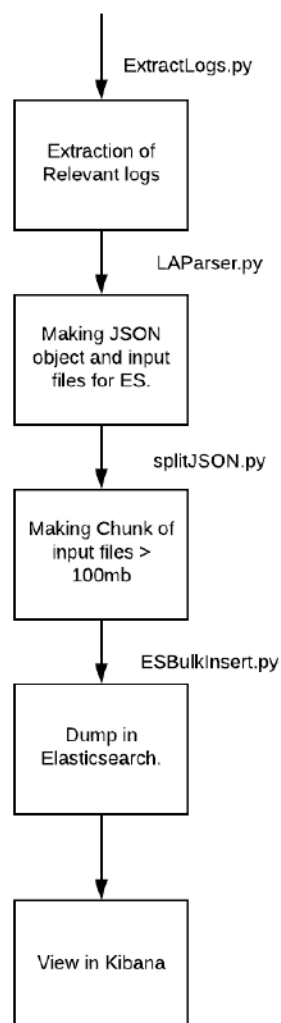 ExtractLogs.py
Extraction of
Relevant logs
LAParser.py
Making JSON
object and input
files for ES.
splitJSON.py
Making Chunk of
input files >
100mb
ESBulkInsert.py
Dump in
Elasticsearch.
View in Kibana